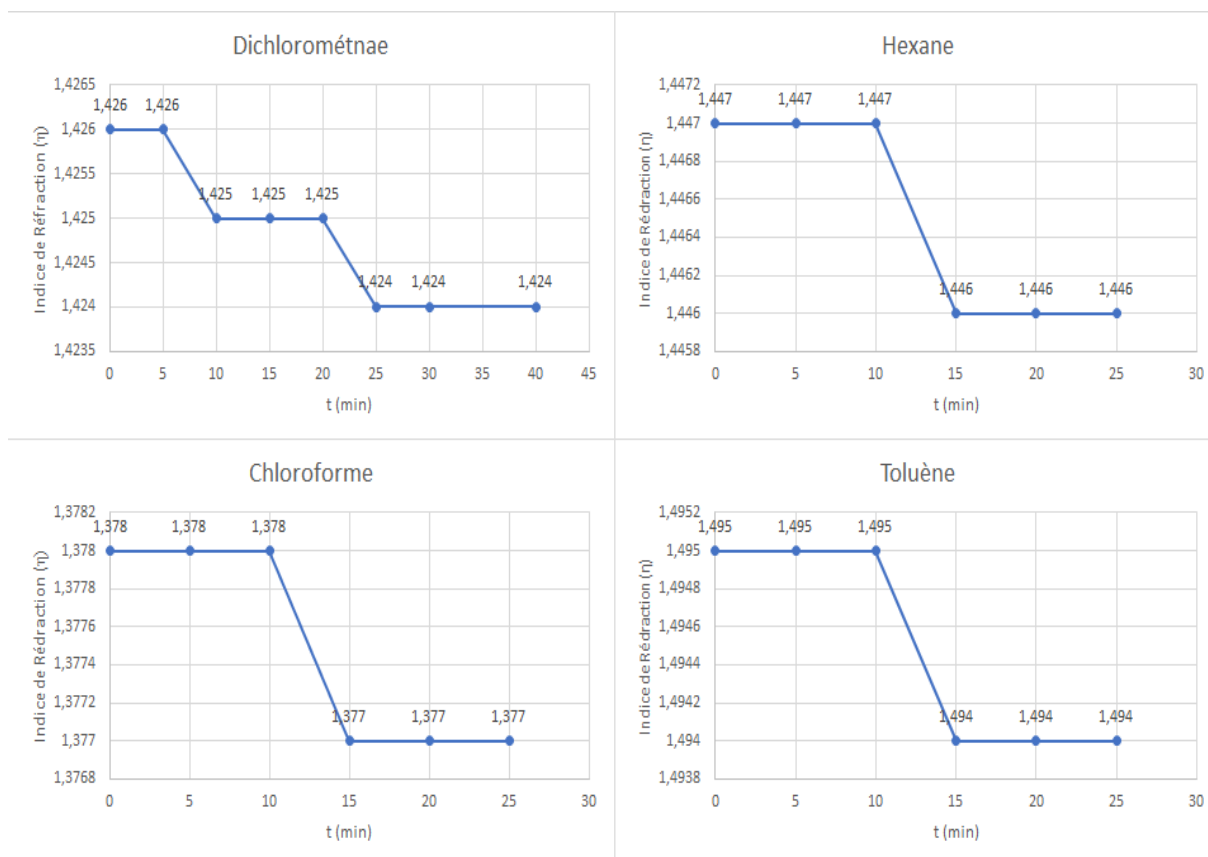 Dichlorométnae
Indice de Réfraction (η)
1,4265
1,426
1,4255
1,425
1,4245
1,424
1,4235
1,426 1,426
1,425 1,425 1,425
1,424 1,424 1,424
0 5 10 15 20 25 30 35 40 45
t (min)
Hexane
Indice de Rédraction (η)
1,4472
1,447
1,4468
1,4466
1,4464
1,4462
1,446
1,4458
1,447 1,447 1,447
1,446 1,446 1,446
0 5 10 15 20 25 30
t (min)
Chloroforme
Indice de Rédraction (η)
1,3782
1,378
1,3778
1,3776
1,3774
1,3772
1,377
1,3768
1,378 1,378 1,378
1,377 1,377 1,377
0 5 10 15 20 25 30
t (min)
Toluène
Indice de Rédraction (η)
1,4952
1,495
1,4948
1,4946
1,4944
1,4942
1,494
1,4938
1,495 1,495 1,495
1,494 1,494 1,494
0 5 10 15 20 25 30
t (min)